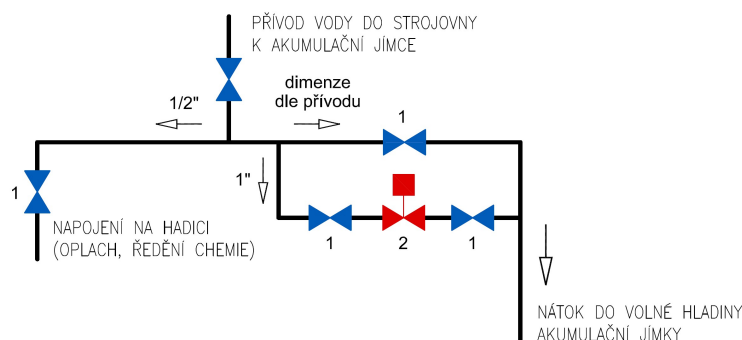 PŘÍVOD VODY DO STROJOVNY
K AKUMULAČNÍ JÍMCE
dimenze
dle přívodu
1/2"
1
1"
1
1
2
1
NAPOJENÍ NA HADICI
(OPLACH, ŘEDĚNÍ CHEMIE)
NÁTOK DO VOLNÉ HLADINY
AKUMULAČNÍ JÍMKY